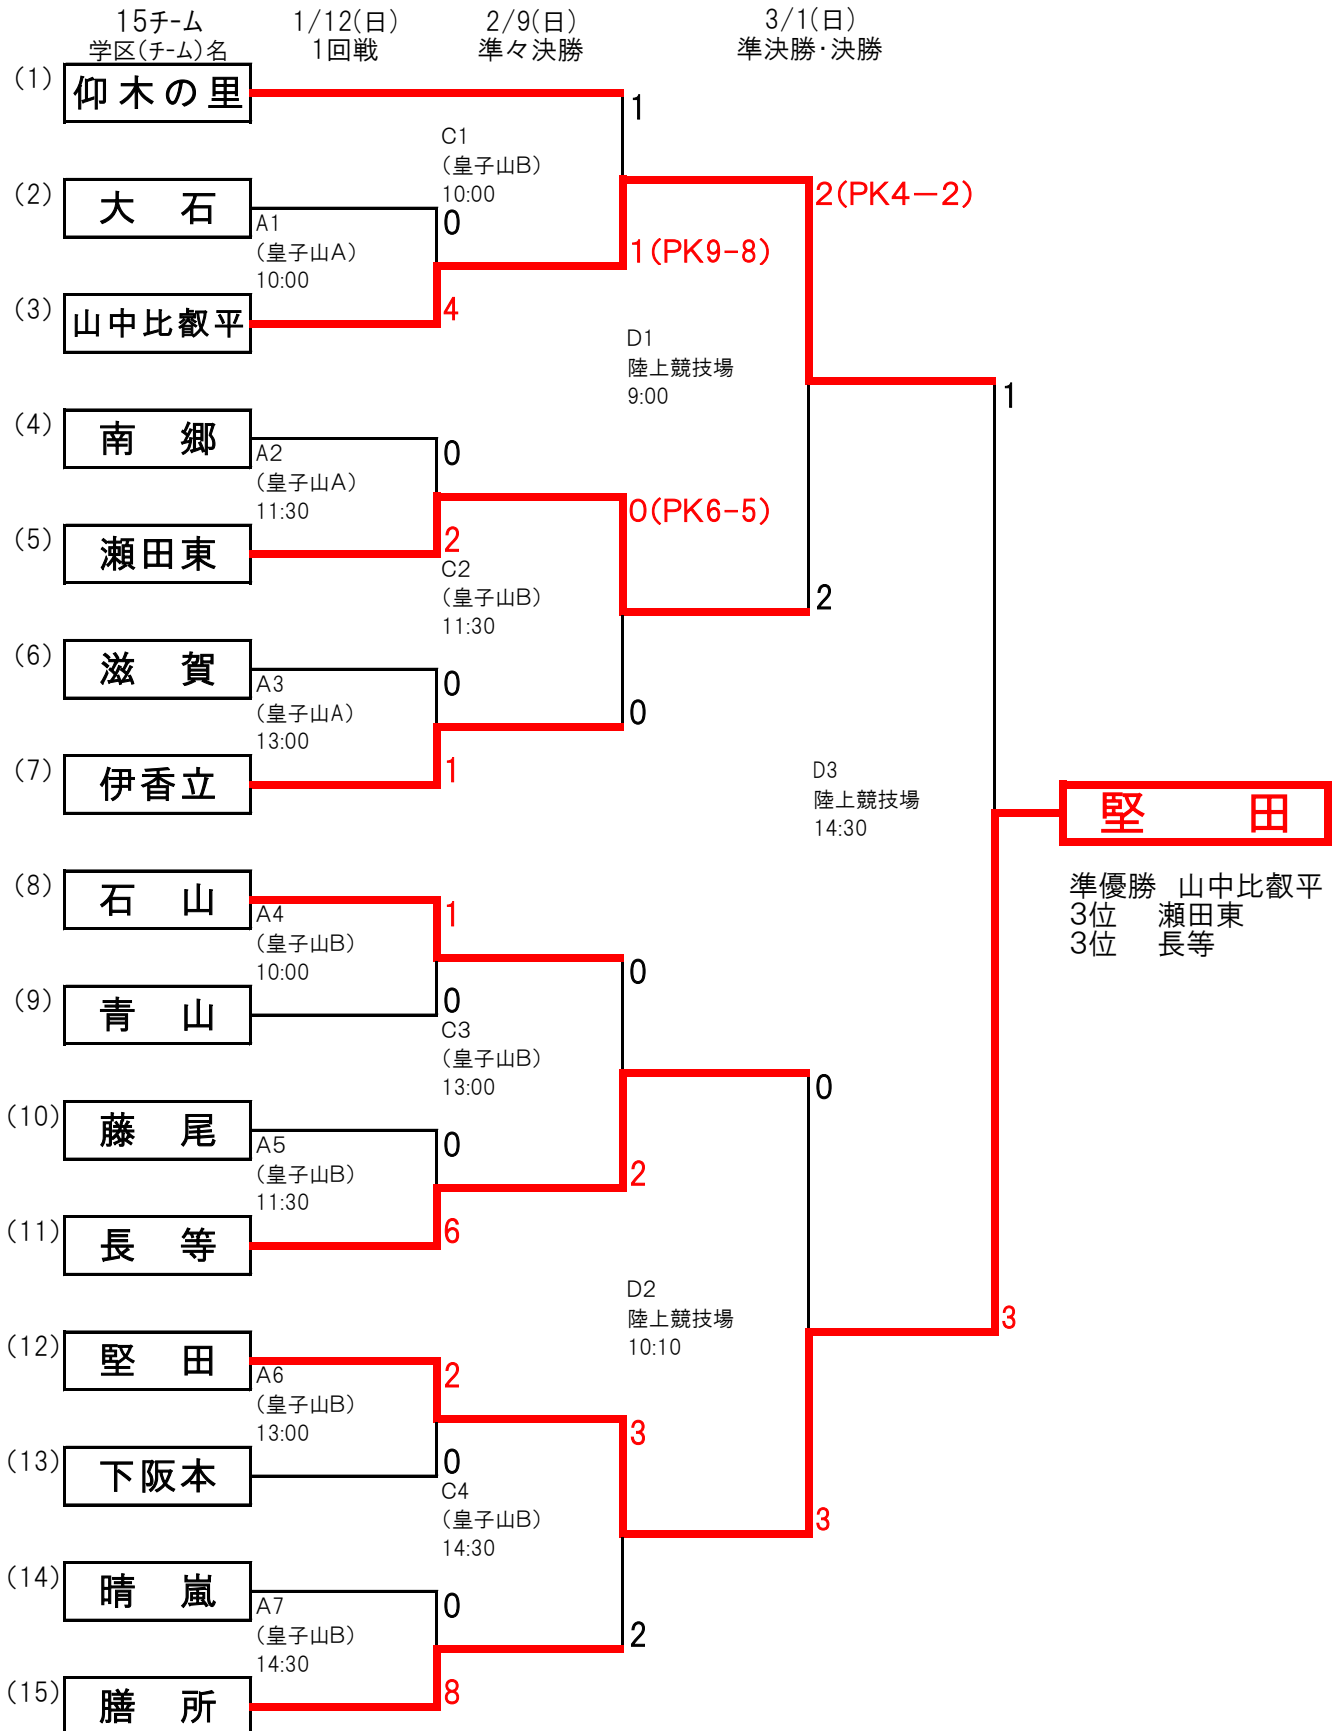 15ﾁｰム 1/12(日) 2/9(日) 3/1(日)
学区(ﾁｰム)名 1回戦 準々決勝 準決勝･決勝
(1) 仰木の里
1
C1
(皇子山B)
10:00
(2) 大 石
2(PK4－2)
A1
(皇子山A)
10:00
0
1(PK9-8)
(3) 山中比叡平
4
D1
陸上競技場
9:00
1
(4) 南 郷
A2
(皇子山A)
11:30
0
0(PK6-5)
(5) 瀬田東
2
C2
(皇子山B)
11:30
2
(6) 滋 賀
A3
(皇子山A)
13:00
0
0
(7) 伊香立
1
D3
陸上競技場
14:30
堅 田
準優勝 山中比叡平
3位 瀬田東
3位 長等
(8) 石 山
A4
(皇子山B)
10:00
1
0
(9) 青 山
0
C3
(皇子山B)
13:00
0
(10) 藤 尾
A5
(皇子山B)
11:30
0
2
(11) 長 等
6
D2
陸上競技場
10:10
3
(12) 堅 田
A6
(皇子山B)
13:00
2
3
(13) 下阪本
0
C4
(皇子山B)
14:30
3
(14) 晴 嵐
A7
(皇子山B)
14:30
0
2
(15) 膳 所
8